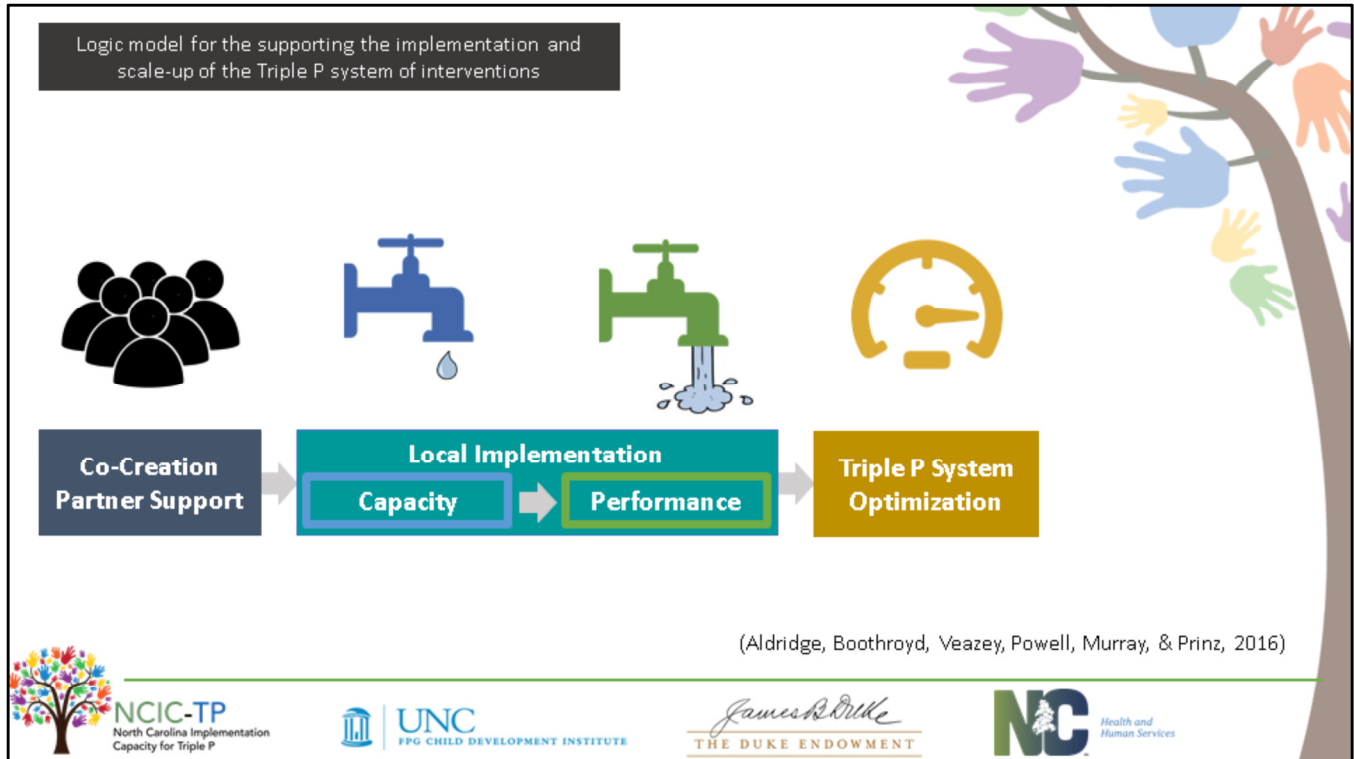 Logic model for the supporting the implementation and
scale-up of the Triple P system of interventions
Co-Creation
Partner Support
Local Implementation
Capacity
Performance
Triple P System
Optimization
(Aldridge, Boothroyd, Veazey, Powell, Murray, & Prinz, 2016)
NCIC-TP
North Carolina Implementation
Capacity for Triple P
UNC
FPG CHILD DEVELOPMENT INSTITUTE
James B Duke
THE DUKE ENDOWMENT
NC
Health and
Human Services